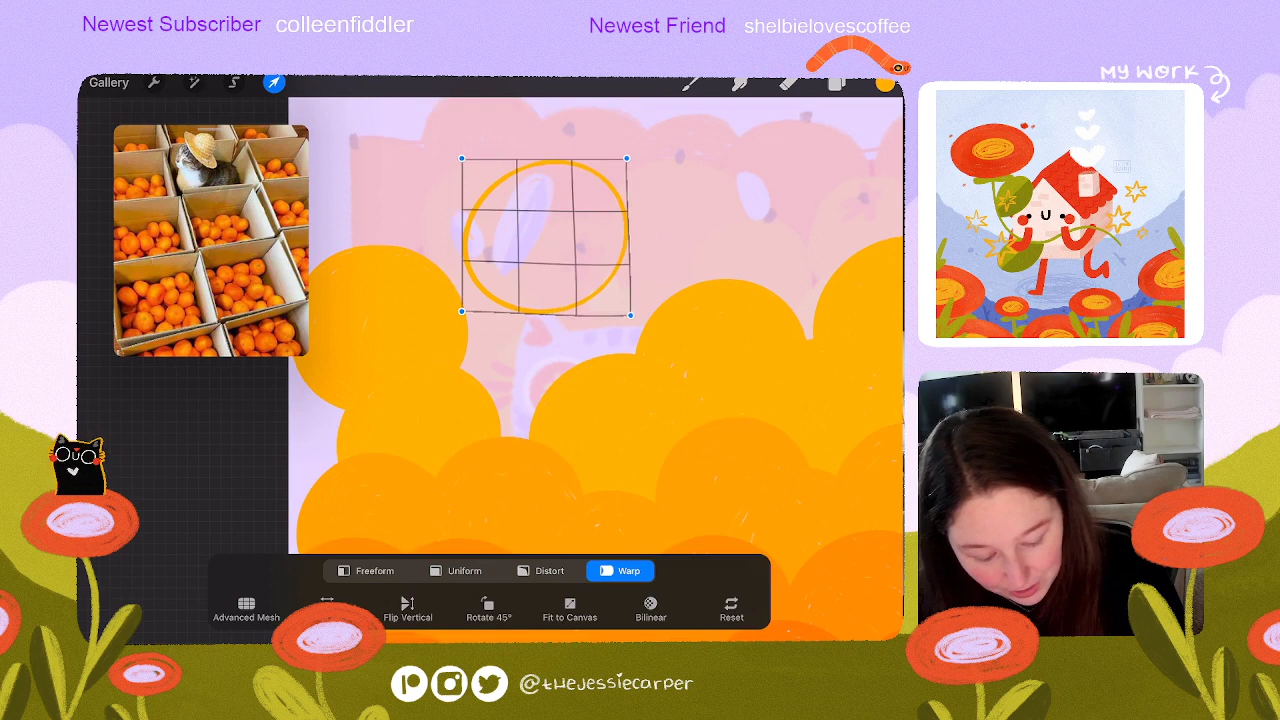 Newest Subscriber colleenfiddler
Newest Friend shelbielovescoffee
MY WORK
Gallery
Freeform Uniform Distort Warp
Advanced Mesh Flip Vertical Rotate 45° Fit to Canvas Bilinear Reset
@THEJESSIECARPER